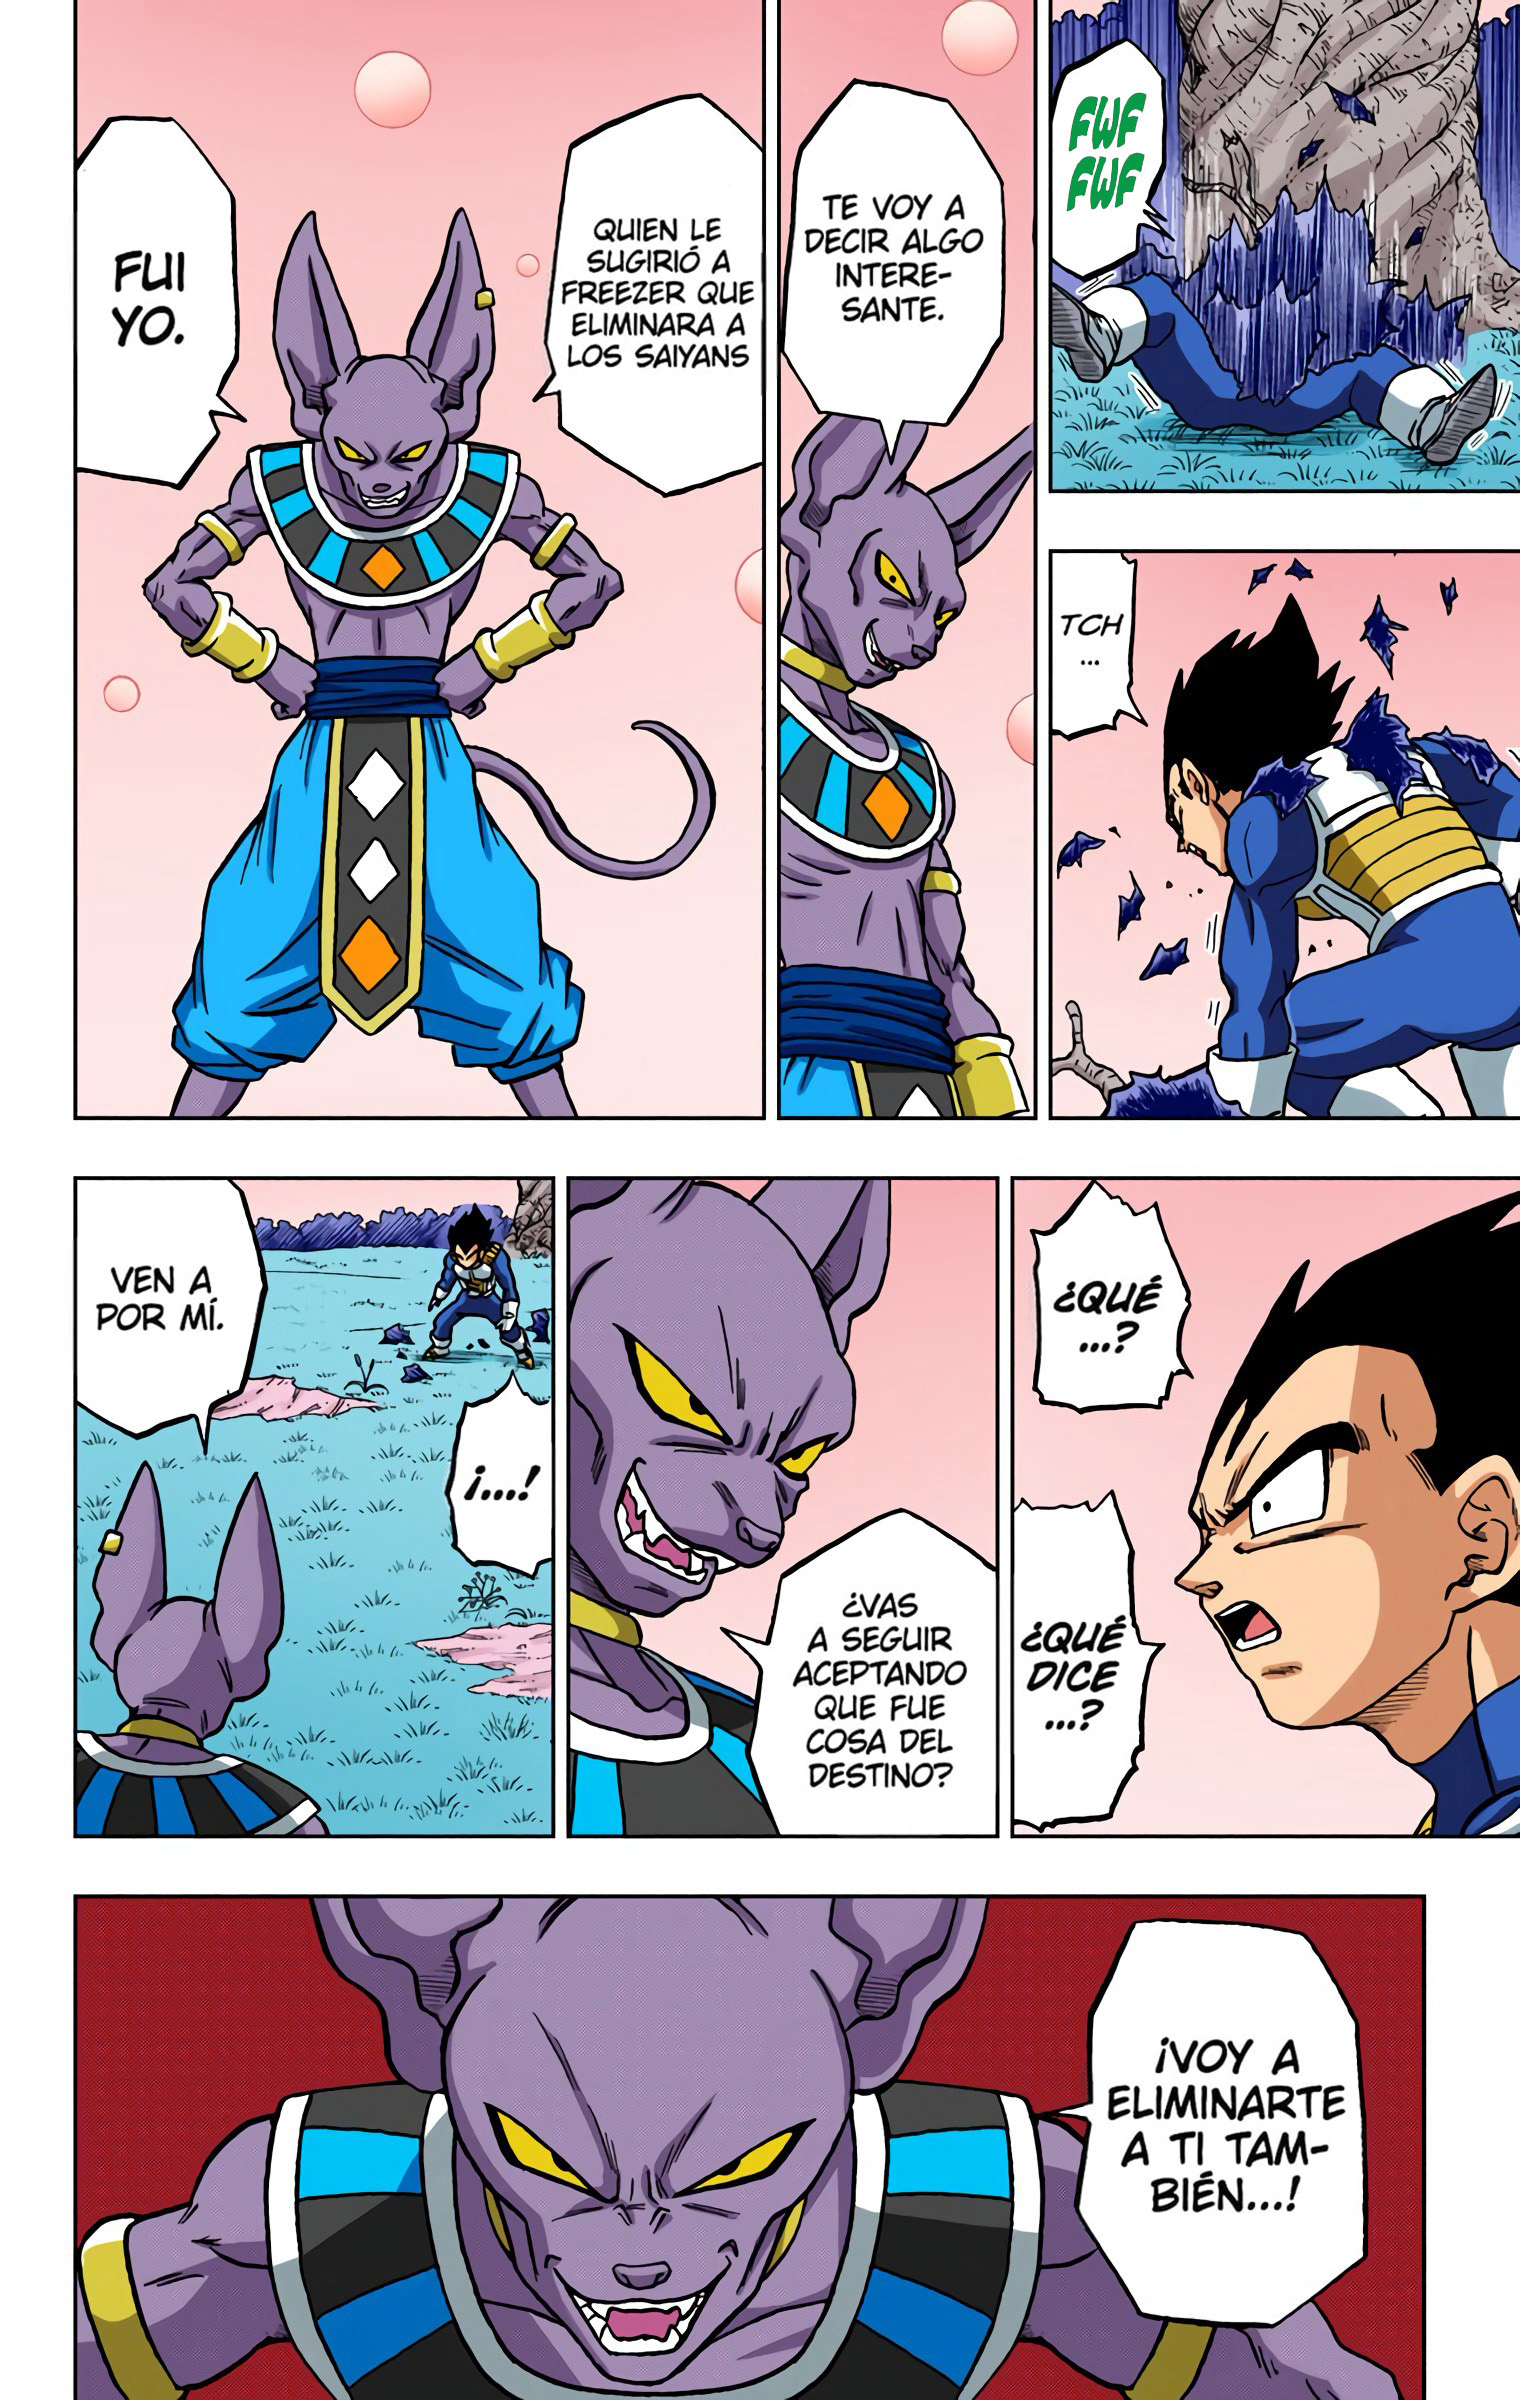 FWF
FWF
TCH
...
TE VOY A
DECIR ALGO
INTERE-
SANTE.
QUIEN LE
SUGIRIÓ A
FREEZER QUE
ELIMINARA A
LOS SAIYANS
FUI
YO.
¿QUÉ
...?
¿QUÉ
DICE
...?
¿VAS
A SEGUIR
ACEPTANDO
QUE FUE
COSA DEL
DESTINO?
¡...!
VEN A
POR MÍ.
¡VOY A
ELIMINARTE
A TI TAM-
BIÉN...!